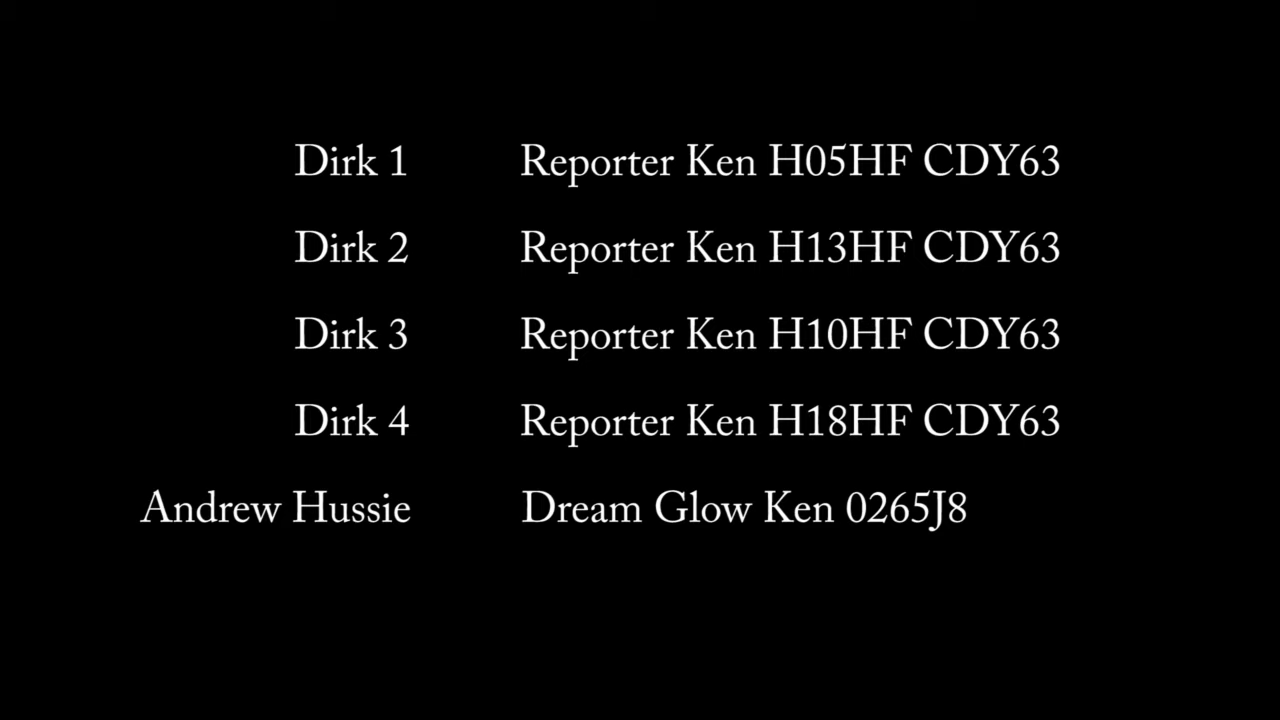 Dirk 1 Reporter Ken H05HF CDY63
Dirk 2 Reporter Ken H13HF CDY63
Dirk 3 Reporter Ken H10HF CDY63
Dirk 4 Reporter Ken H18HF CDY63
Andrew Hussie Dream Glow Ken 0265J8